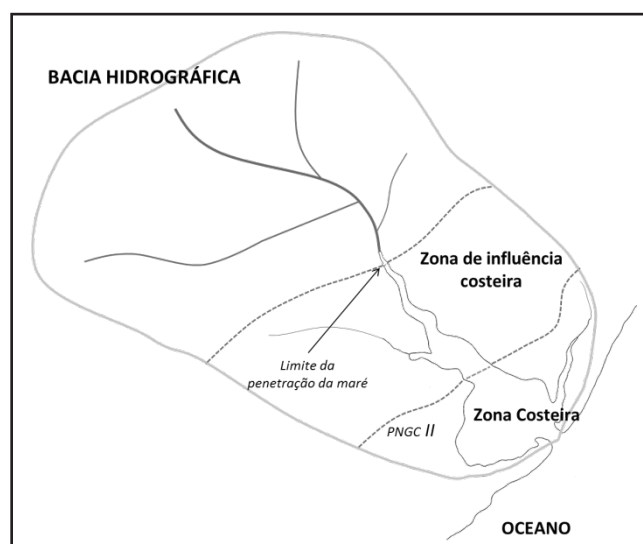 BACIA HIDROGRÁFICA
Zona de influência
costeira
Limite da
penetração da maré
Zona Costeira
PNGC II
OCEANO